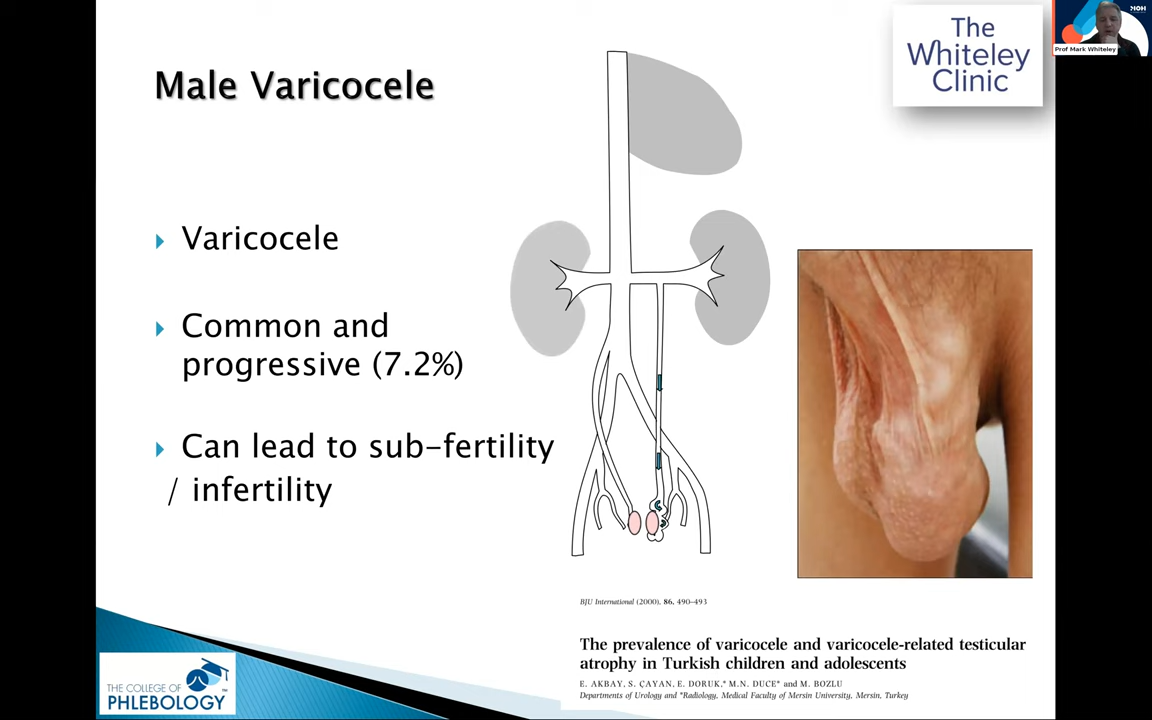 Male Varicocele
Varicocele
Common and
progressive (7.2%)
Can lead to sub-fertility
/ infertility
The
Whiteley
Clinic
MOH
Prof Mark Whiteley
BJU International (2000), 86, 490–493
The prevalence of varicocele and varicocele-related testicular
atrophy in Turkish children and adolescents
E. AKBAY, S. ÇAYAN, E. DORUK,* M.N. DUCE* and M. BOZLU
Departments of Urology and *Radiology, Medical Faculty of Mersin University, Mersin, Turkey
THE COLLEGE OF
PHLEBOLOGY